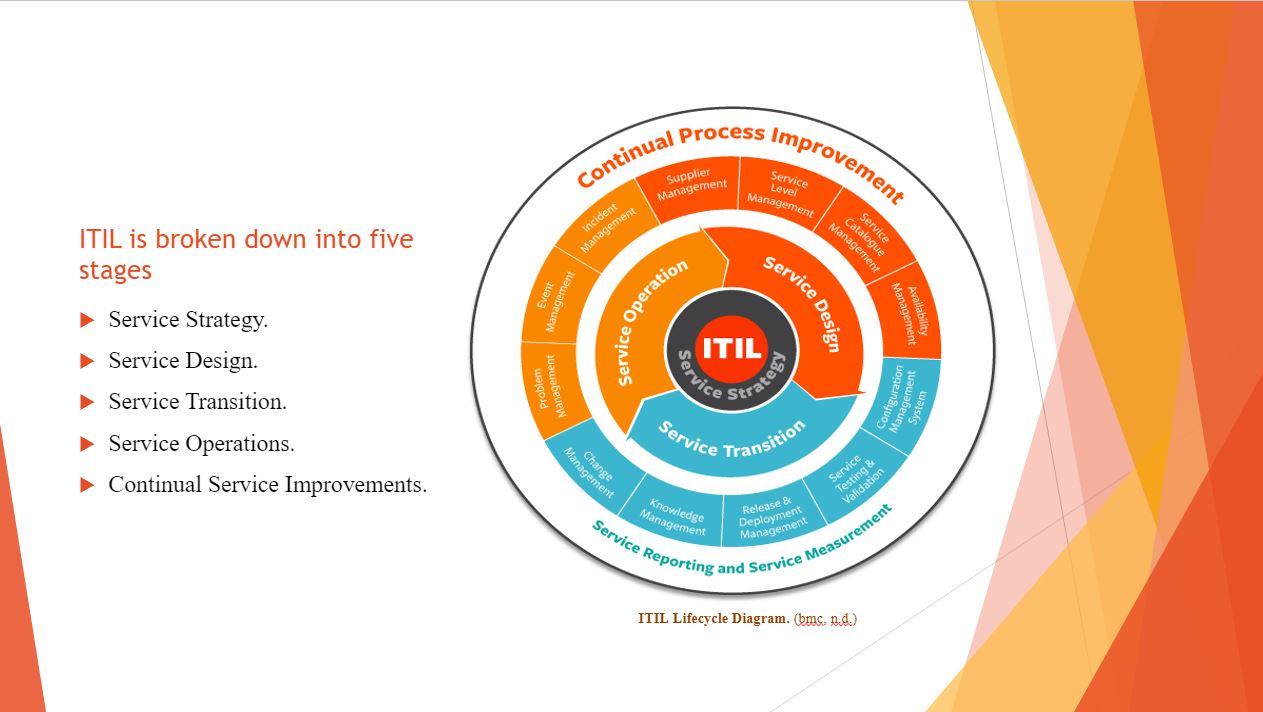 ITIL is broken down into five
stages
Service Strategy.
Service Design.
Service Transition.
Service Operations.
Continual Service Improvements.
Continual Process Improvement
Supplier
Management
Service
Level
Management
Service
Catalogue
Management
Availability
Management
Configuration
Management
System
Service
Testing &
Validation
Release &
Deployment
Management
Knowledge
Management
Change
Management
Problem
Management
Event
Management
Incident
Management
Service Operation
Service Design
Service Transition
ITIL
Service Strategy
Service Reporting and Service Measurement
ITIL Lifecycle Diagram. (bmc, n.d.)